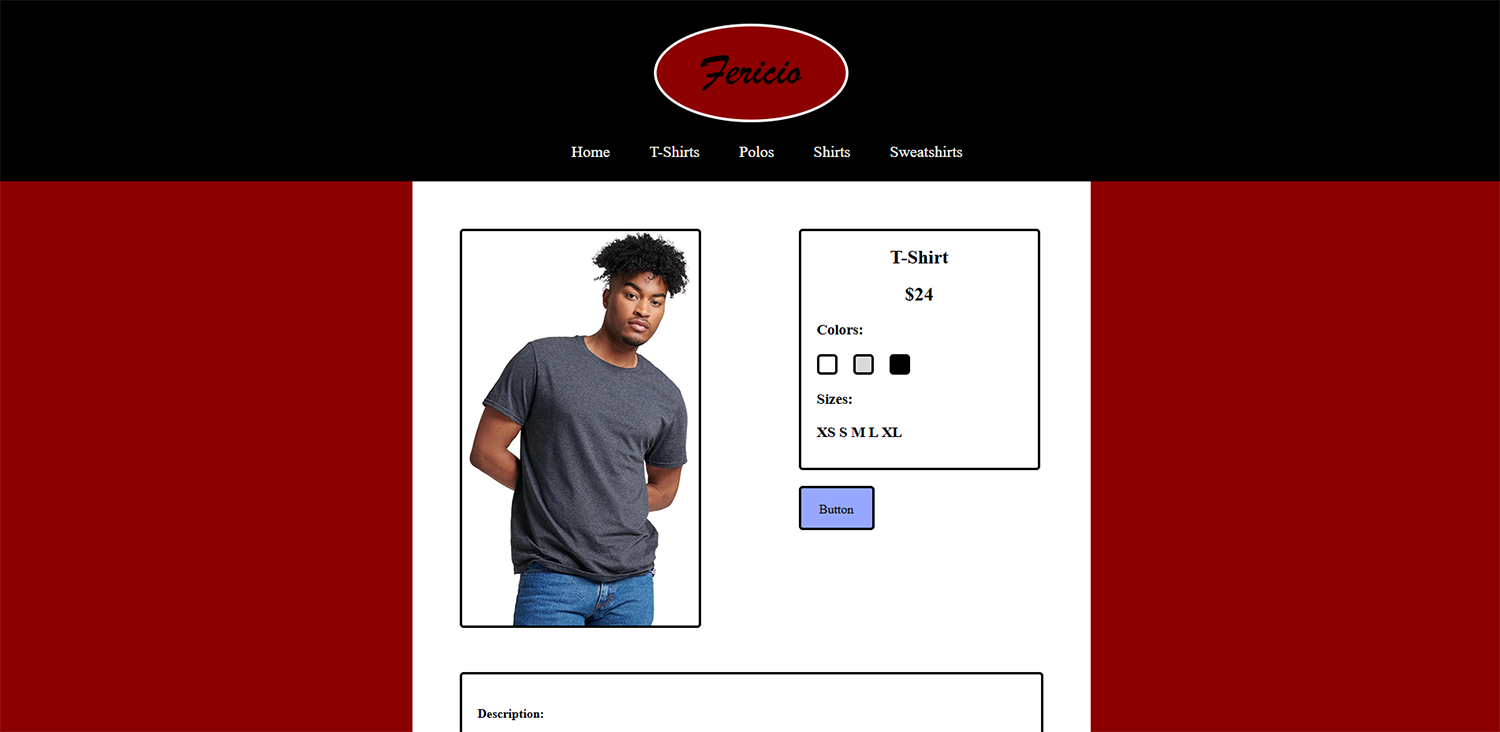 Fericio
Home T-Shirts Polos Shirts Sweatshirts
T-Shirt
$24
Colors:
Sizes:
XS S M L XL
Button
Description: